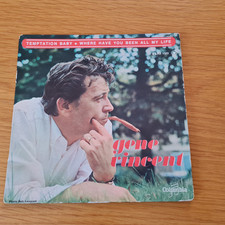 TEMPTATION BABY ★ WHERE HAVE YOU BEEN ALL MY LIFE
gene
vincent
Columbia